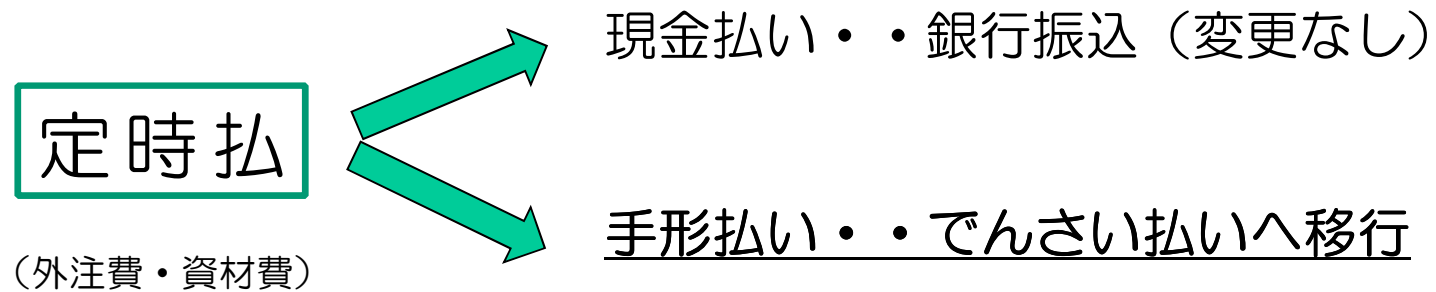 現金払い・・銀行振込（変更なし）
定時払
手形払い・・でんさい払いへ移行
（外注費・資材費）